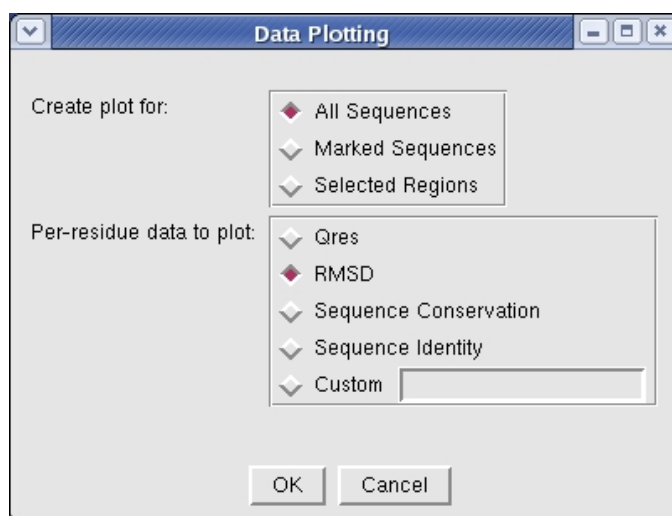 Data Plotting
Create plot for:
All Sequences
Marked Sequences
Selected Regions
Per-residue data to plot:
Qres
RMSD
Sequence Conservation
Sequence Identity
Custom
OK
Cancel